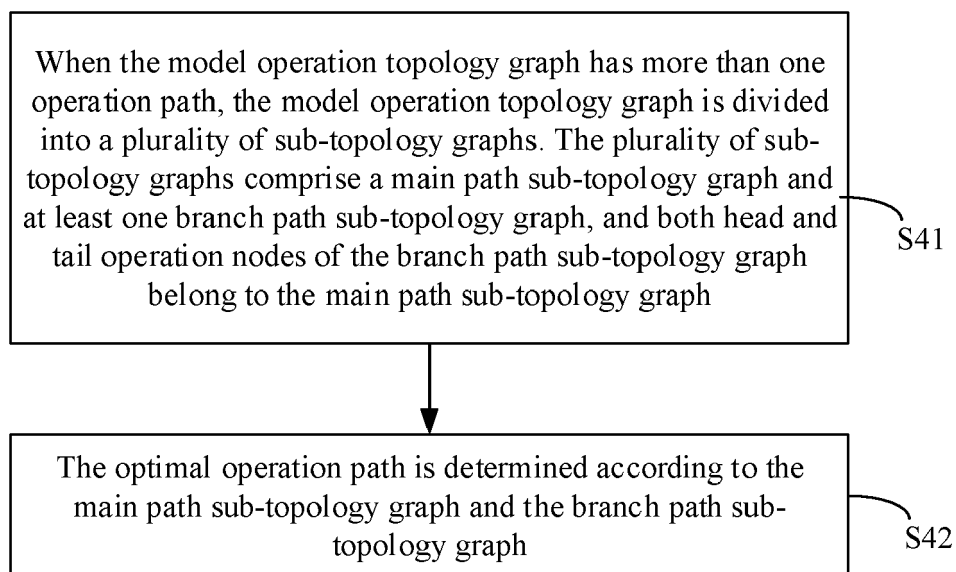 When the model operation topology graph has more than one
operation path, the model operation topology graph is divided
into a plurality of sub-topology graphs. The plurality of sub-
topology graphs comprise a main path sub-topology graph and
at least one branch path sub-topology graph, and both head and
tail operation nodes of the branch path sub-topology graph
belong to the main path sub-topology graph
S41
The optimal operation path is determined according to the
main path sub-topology graph and the branch path sub-
topology graph
S42